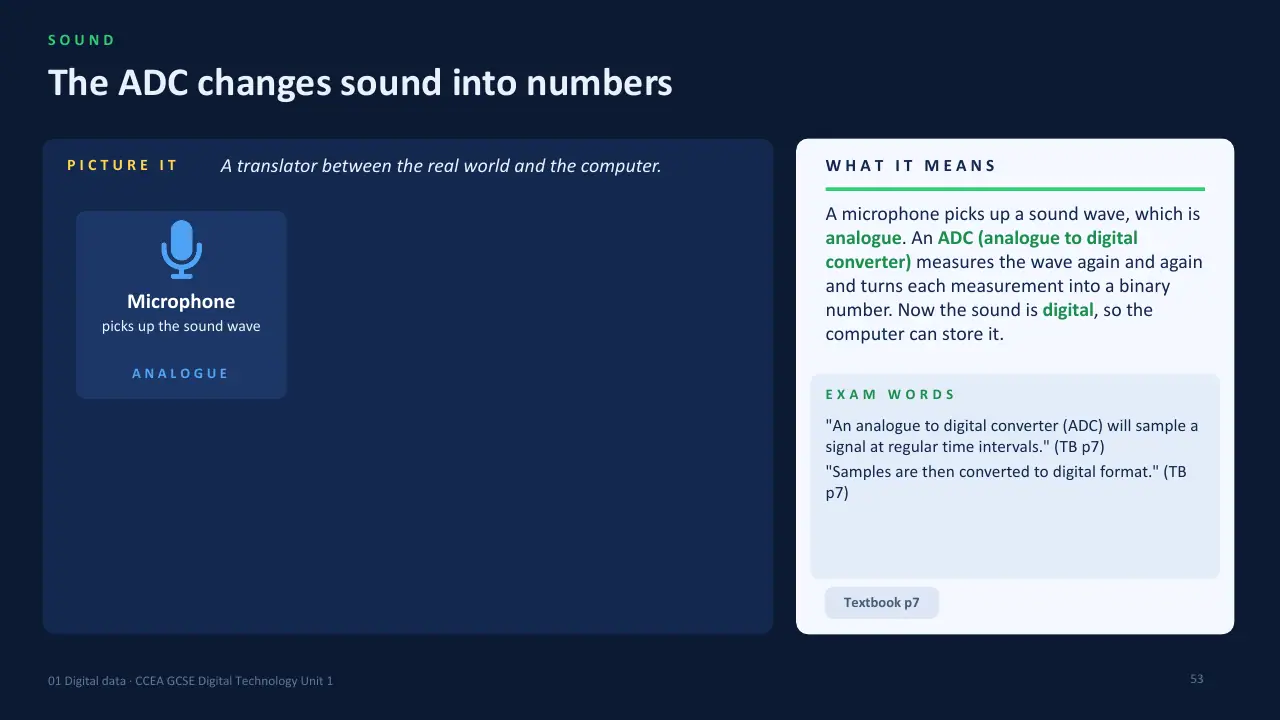 SOUND
The ADC changes sound into numbers
PICTURE IT
A translator between the real world and the computer.
Microphone
picks up the sound wave
ANALOGUE
WHAT IT MEANS
A microphone picks up a sound wave, which is
analogue. An ADC (analogue to digital
converter) measures the wave again and again
and turns each measurement into a binary
number. Now the sound is digital, so the
computer can store it.
EXAM WORDS
"An analogue to digital converter (ADC) will sample a
signal at regular time intervals." (TB p7)
"Samples are then converted to digital format." (TB
p7)
Textbook p7
01 Digital data · CCEA GCSE Digital Technology Unit 1
53